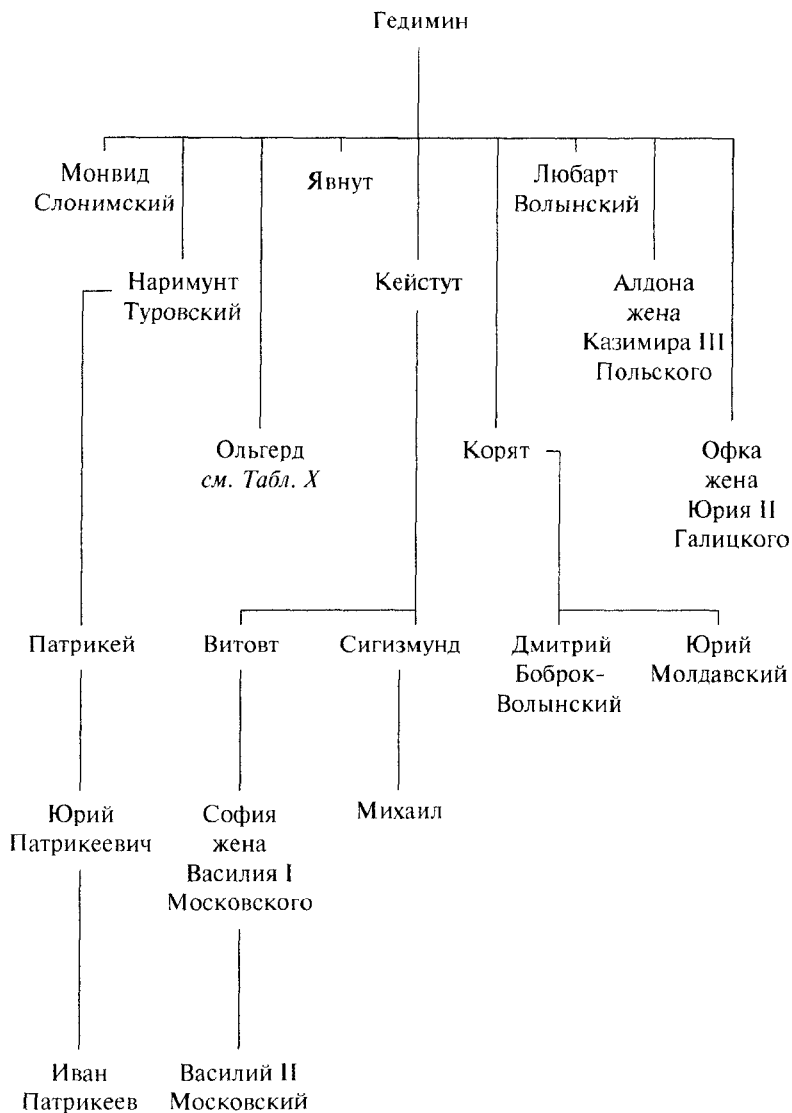 Гедимин
Монвид
Слонимский
Явнут
Любарт
Волынский
Наримунт
Туровский
Кейстут
Алдона
жена
Казимира III
Польского
Ольгерд
см. Табл. X
Корят
Офка
жена
Юрия II
Галицкого
Патрикей
Витовт
Сигизмунд
Дмитрий
Боброк-
Волынский
Юрий
Молдавский
Юрий
Патрикеевич
София
жена
Василия I
Московского
Михаил
Иван
Патрикеев
Василий II
Московский